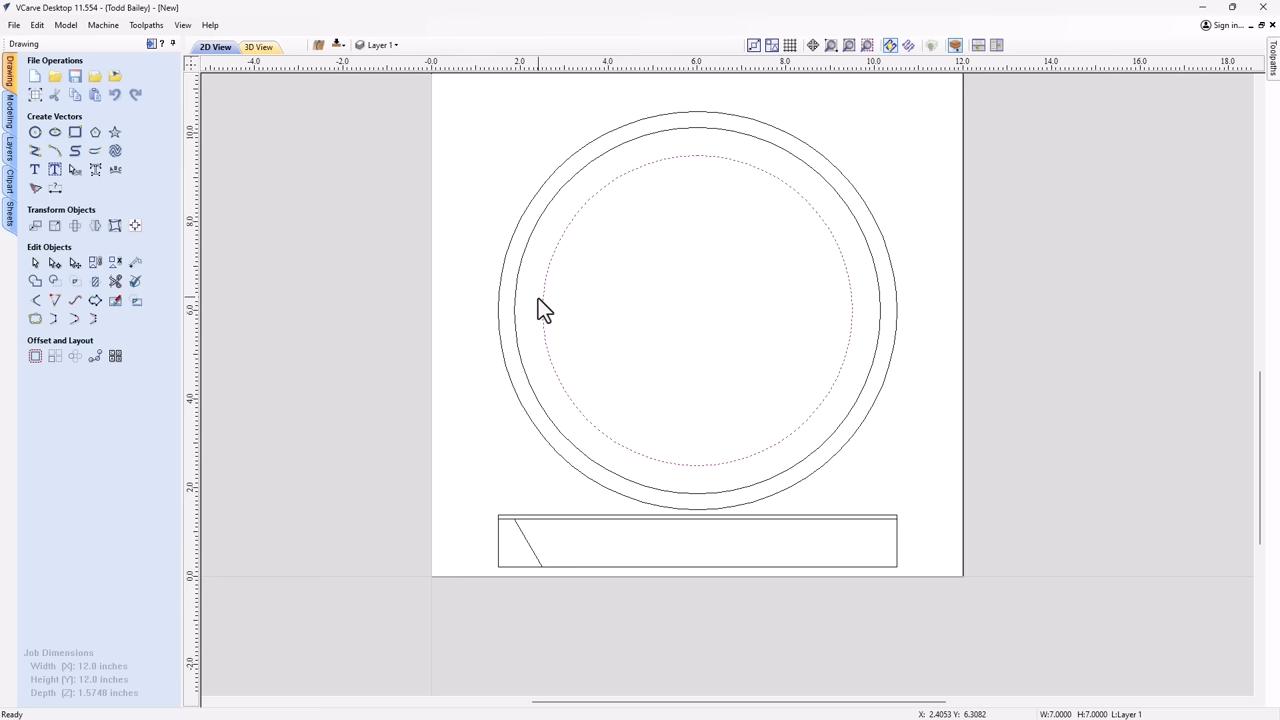 VCarve Desktop 11.554 - {Todd Bailey} - [New]
File Edit Model Machine Toolpaths View Help
Sign in...
Drawing
2D View 3D View Layer 1
Drawing
Modeling
Layers
Clipart
Sheets
Toolpaths
File Operations
Create Vectors
Transform Objects
Edit Objects
Offset and Layout
-4.0 -2.0 -0.0 2.0 4.0 6.0 8.0 10.0 12.0 14.0 16.0 18.0
10.0
8.0
6.0
4.0
2.0
0.0
-2.0
Job Dimensions
Width (X): 12.0 inches
Height (Y): 12.0 inches
Depth (Z): 1.5748 inches
Ready
X: 2.4053 Y: 6.3082
W:7.0000 H:7.0000 L:Layer 1